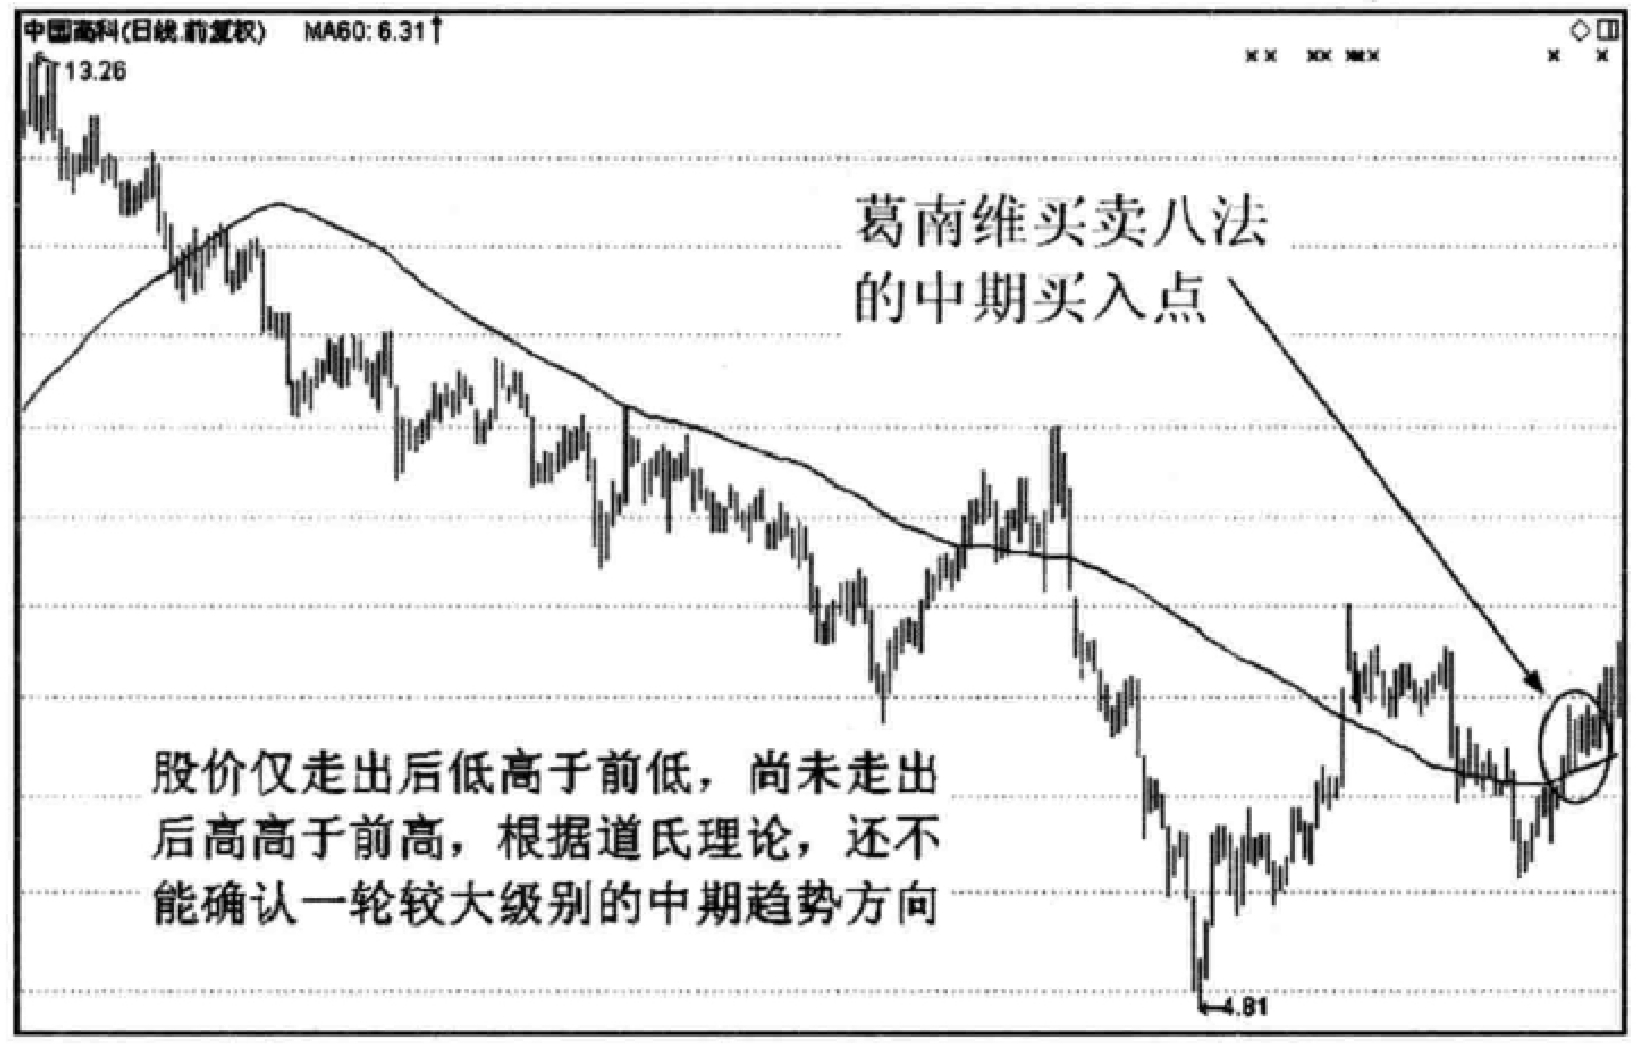 中国高科(日线.前复权) MA60: 6.31↑
13.26
葛南维买卖八法
的中期买入点
股价仅走出后低高于前低，尚未走出
后高高于前高，根据道氏理论，还不
能确认一轮较大级别的中期趋势方向
4.81